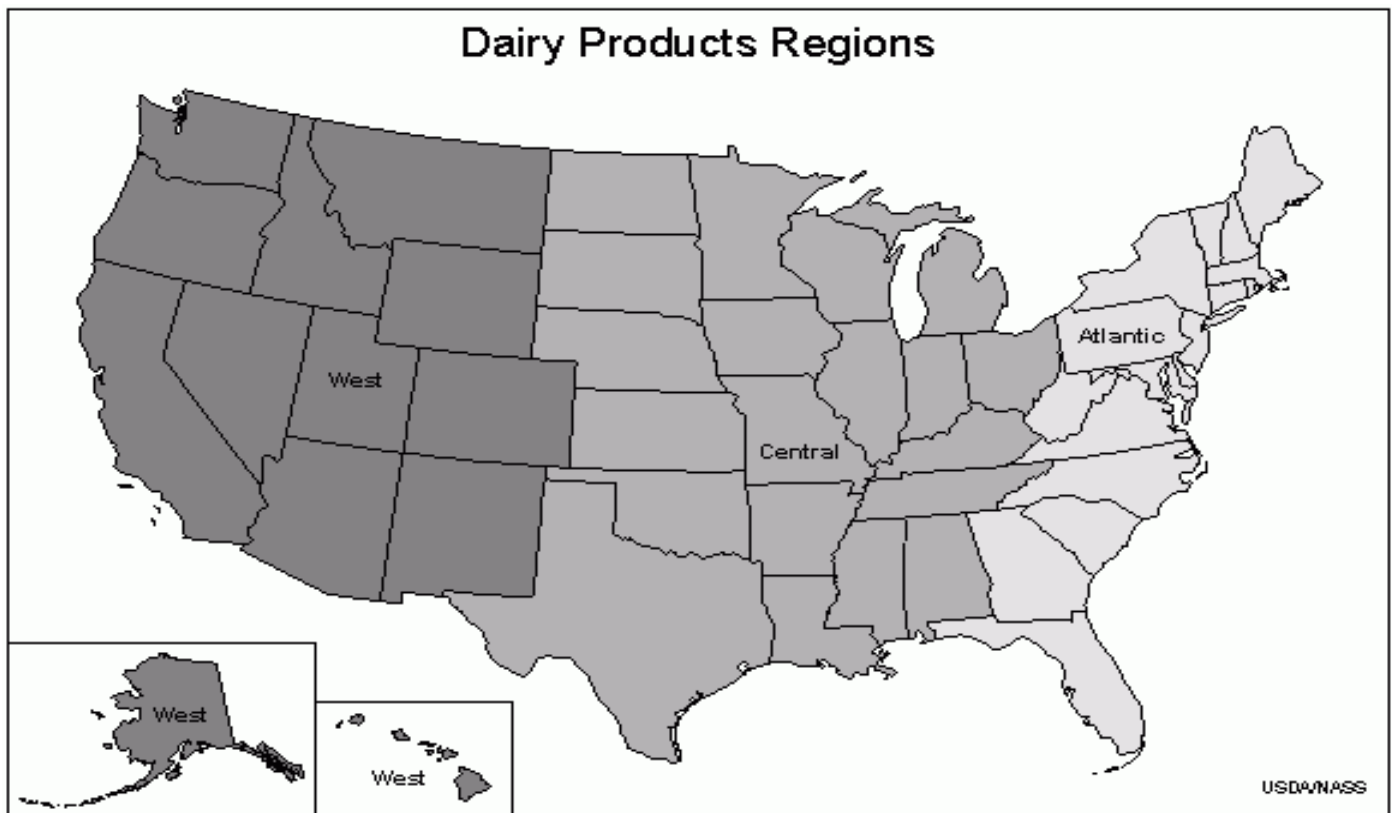 Dairy Products Regions
Atlantic
West
Central
West
West
USDA/NASS